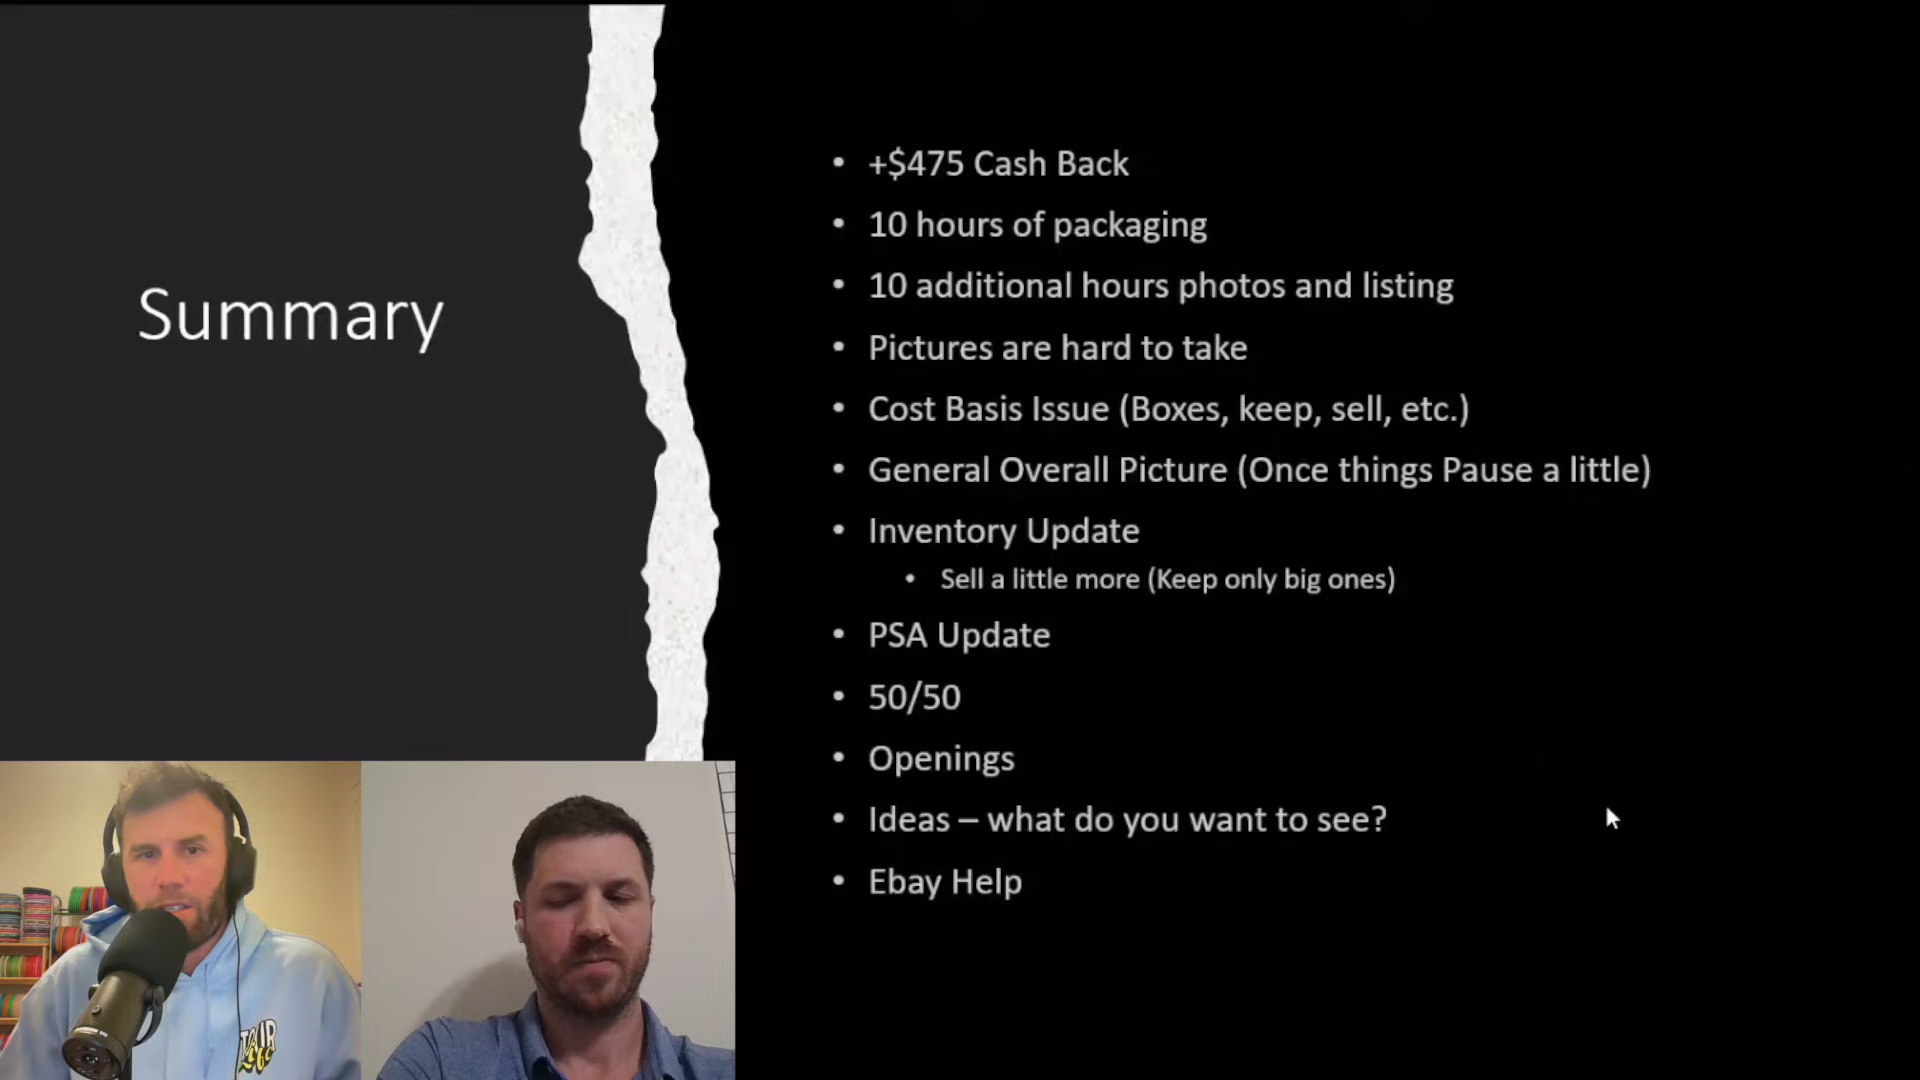 Summary
+$475 Cash Back
10 hours of packaging
10 additional hours photos and listing
Pictures are hard to take
Cost Basis Issue (Boxes, keep, sell, etc.)
General Overall Picture (Once things Pause a little)
Inventory Update
Sell a little more (Keep only big ones)
PSA Update
50/50
Openings
Ideas – what do you want to see?
Ebay Help